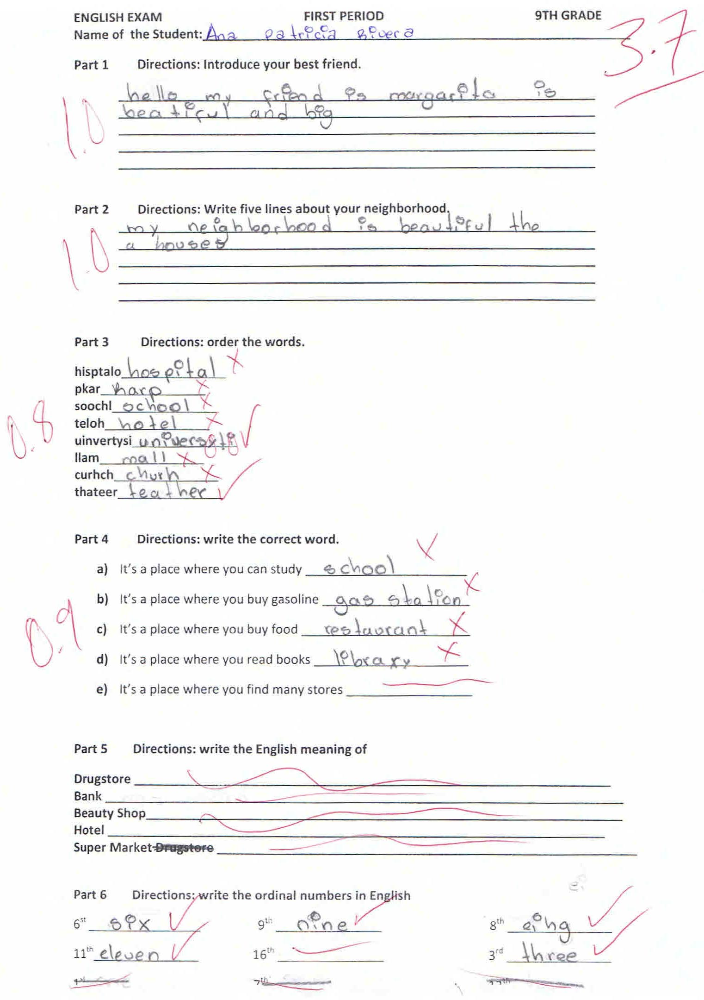 ENGLISH EXAM FIRST PERIOD 9TH GRADE
Name of the Student: Ana Patricia Rivera
3.7
Part 1 Directions: Introduce your best friend.
hello my friend is margarita is
beatiful and big
1.0
Part 2 Directions: Write five lines about your neighborhood.
my neighborhood is beautiful the
a houses
1.0
Part 3 Directions: order the words.
hisptalo hospital
pkar karp
soochl school
teloh hotel
uinvertysi
llam mall
curhch churh
thateer teather
0.8
Part 4 Directions: write the correct word.
a) It's a place where you can study school
b) It's a place where you buy gasoline gas station
c) It's a place where you buy food restaurant
d) It's a place where you read books library
e) It's a place where you find many stores
0.9
Part 5 Directions: write the English meaning of
Drugstore
Bank
Beauty Shop
Hotel
Super Market Drugstore
Part 6 Directions: write the ordinal numbers in English
6st six 9th nine 8th eihg
11th eleven 16th 3rd three
1st 7th